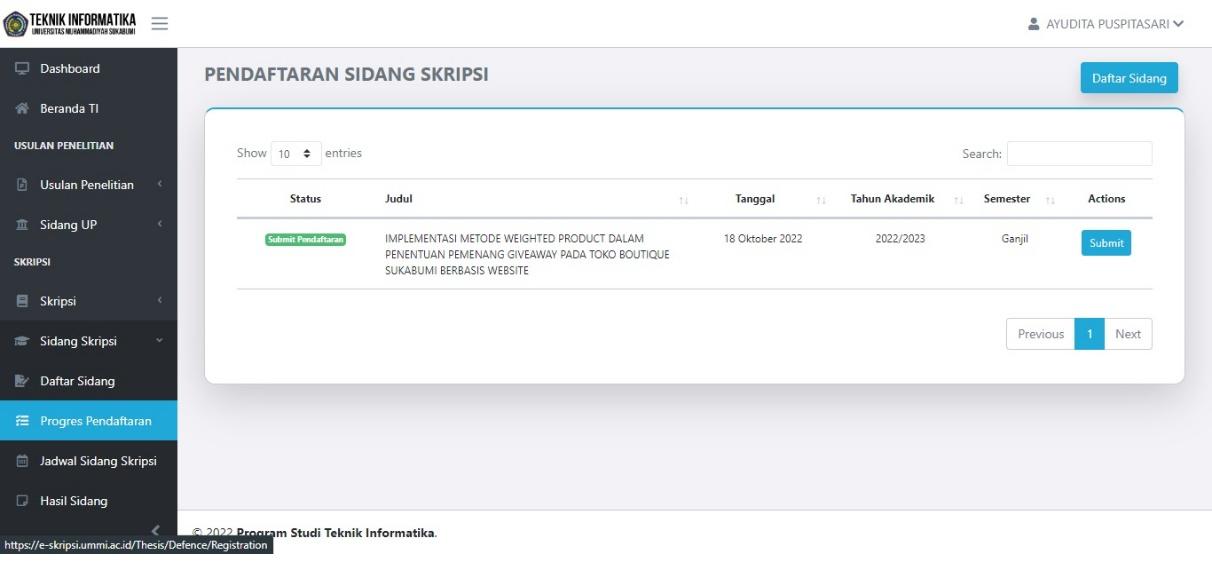 TEKNIK INFORMATIKA
UNIVERSITAS MUHAMMADIYAH SUKABUMI
AYUDITA PUSPITASARI
Dashboard
Beranda TI
USULAN PENELITIAN
Usulan Penelitian
Sidang UP
SKRIPSI
Skripsi
Sidang Skripsi
Daftar Sidang
Progres Pendaftaran
Jadwal Sidang Skripsi
Hasil Sidang
https://e-skripsi.ummi.ac.id/Thesis/Defence/Registration
PENDAFTARAN SIDANG SKRIPSI
Daftar Sidang
Show 10 entries
Search:
Status Judul Tanggal Tahun Akademik Semester Actions
Submit Pendaftaran
IMPLEMENTASI METODE WEIGHTED PRODUCT DALAM
PENENTUAN PEMENANG GIVEAWAY PADA TOKO BOUTIQUE
SUKABUMI BERBASIS WEBSITE
18 Oktober 2022
2022/2023
Ganjil
Submit
Previous 1 Next
© 2022 Program Studi Teknik Informatika.